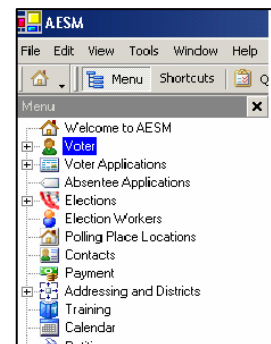 AESM
File Edit View Tools Window Help
Menu Shortcuts Q
Menu
Welcome to AESM
Voter
Voter Applications
Absentee Applications
Elections
Election Workers
Polling Place Locations
Contacts
Payment
Addressing and Districts
Training
Calendar